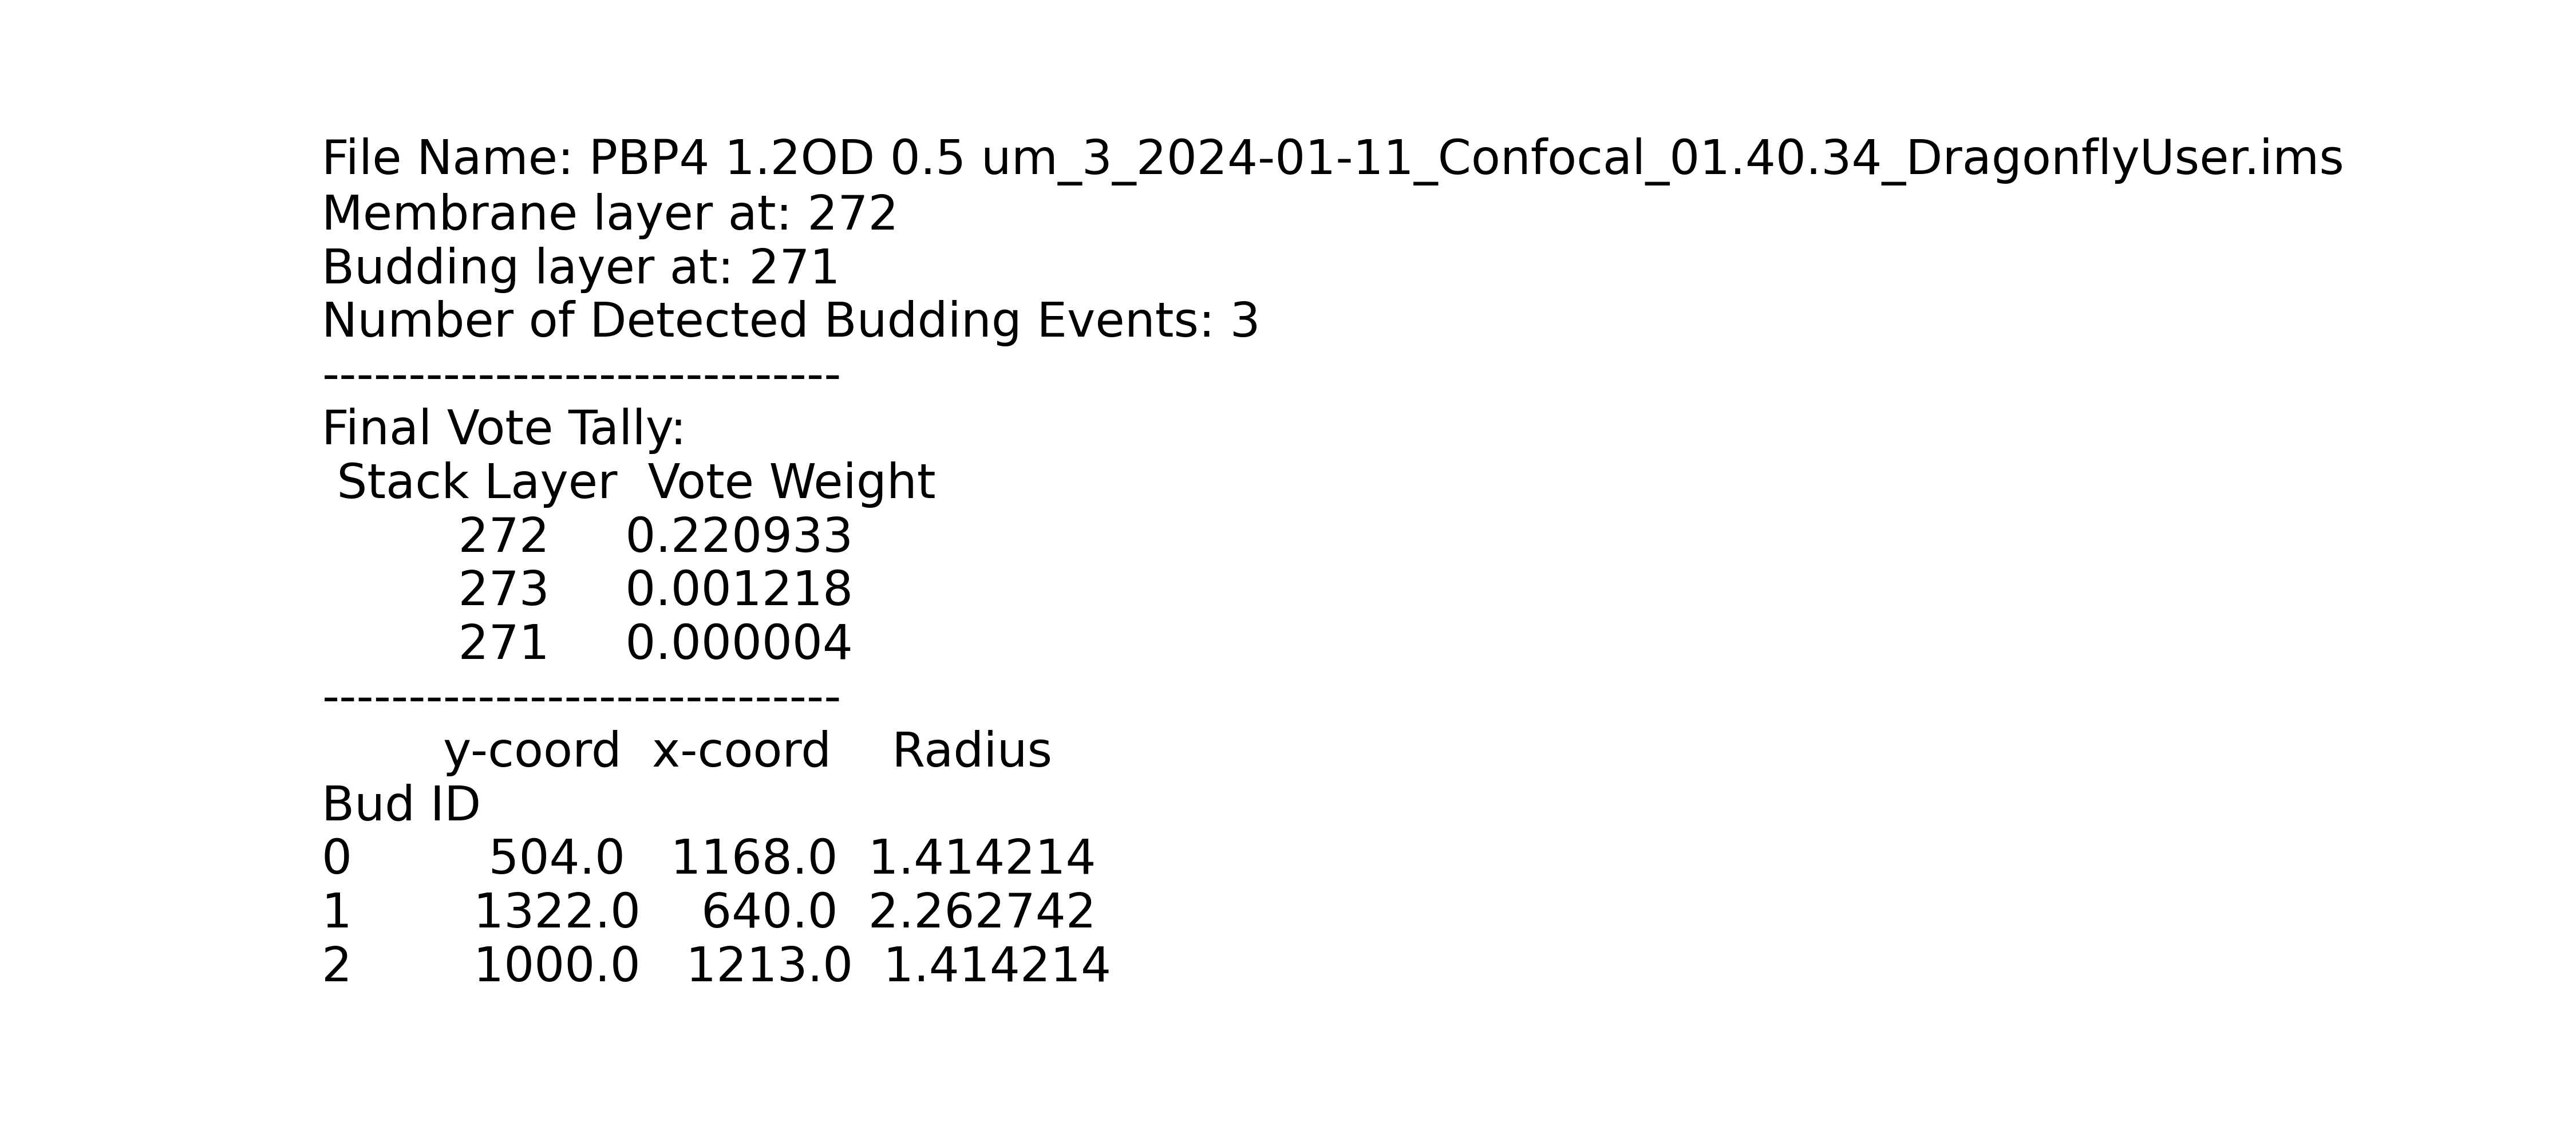 File Name: PBP4 1.2OD 0.5 um_3_2024-01-11_Confocal_01.40.34_DragonflyUser.ims
Membrane layer at: 272
Budding layer at: 271
Number of Detected Budding Events: 3
------------------------------
Final Vote Tally:
Stack Layer  Vote Weight
272  0.220933
273  0.001218
271  0.000004
------------------------------
y-coord  x-coord  Radius
Bud ID
0  504.0  1168.0  1.414214
1  1322.0  640.0  2.262742
2  1000.0  1213.0  1.414214